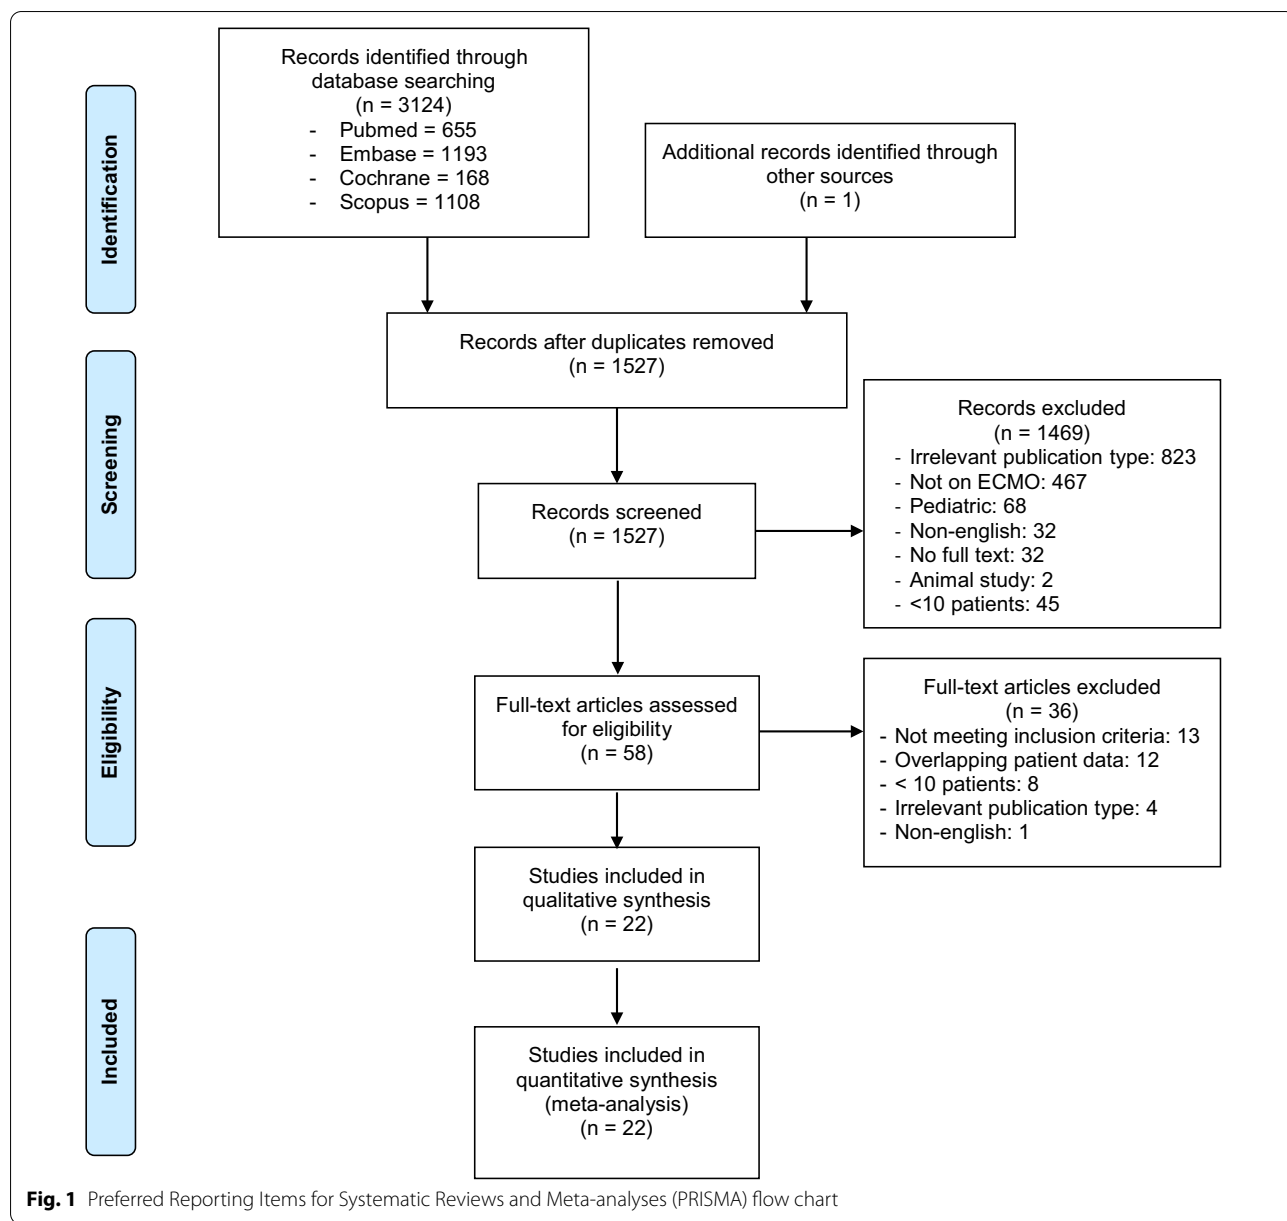 Identification
Records identified through
database searching
(n = 3124)
- Pubmed = 655
- Embase = 1193
- Cochrane = 168
- Scopus = 1108
Additional records identified through
other sources
(n = 1)
Records after duplicates removed
(n = 1527)
Screening
Records screened
(n = 1527)
Records excluded
(n = 1469)
- Irrelevant publication type: 823
- Not on ECMO: 467
- Pediatric: 68
- Non-english: 32
- No full text: 32
- Animal study: 2
- <10 patients: 45
Eligibility
Full-text articles assessed
for eligibility
(n = 58)
Full-text articles excluded
(n = 36)
- Not meeting inclusion criteria: 13
- Overlapping patient data: 12
- < 10 patients: 8
- Irrelevant publication type: 4
- Non-english: 1
Studies included in
qualitative synthesis
(n = 22)
Included
Studies included in
quantitative synthesis
(meta-analysis)
(n = 22)
Fig. 1 Preferred Reporting Items for Systematic Reviews and Meta-analyses (PRISMA) flow chart